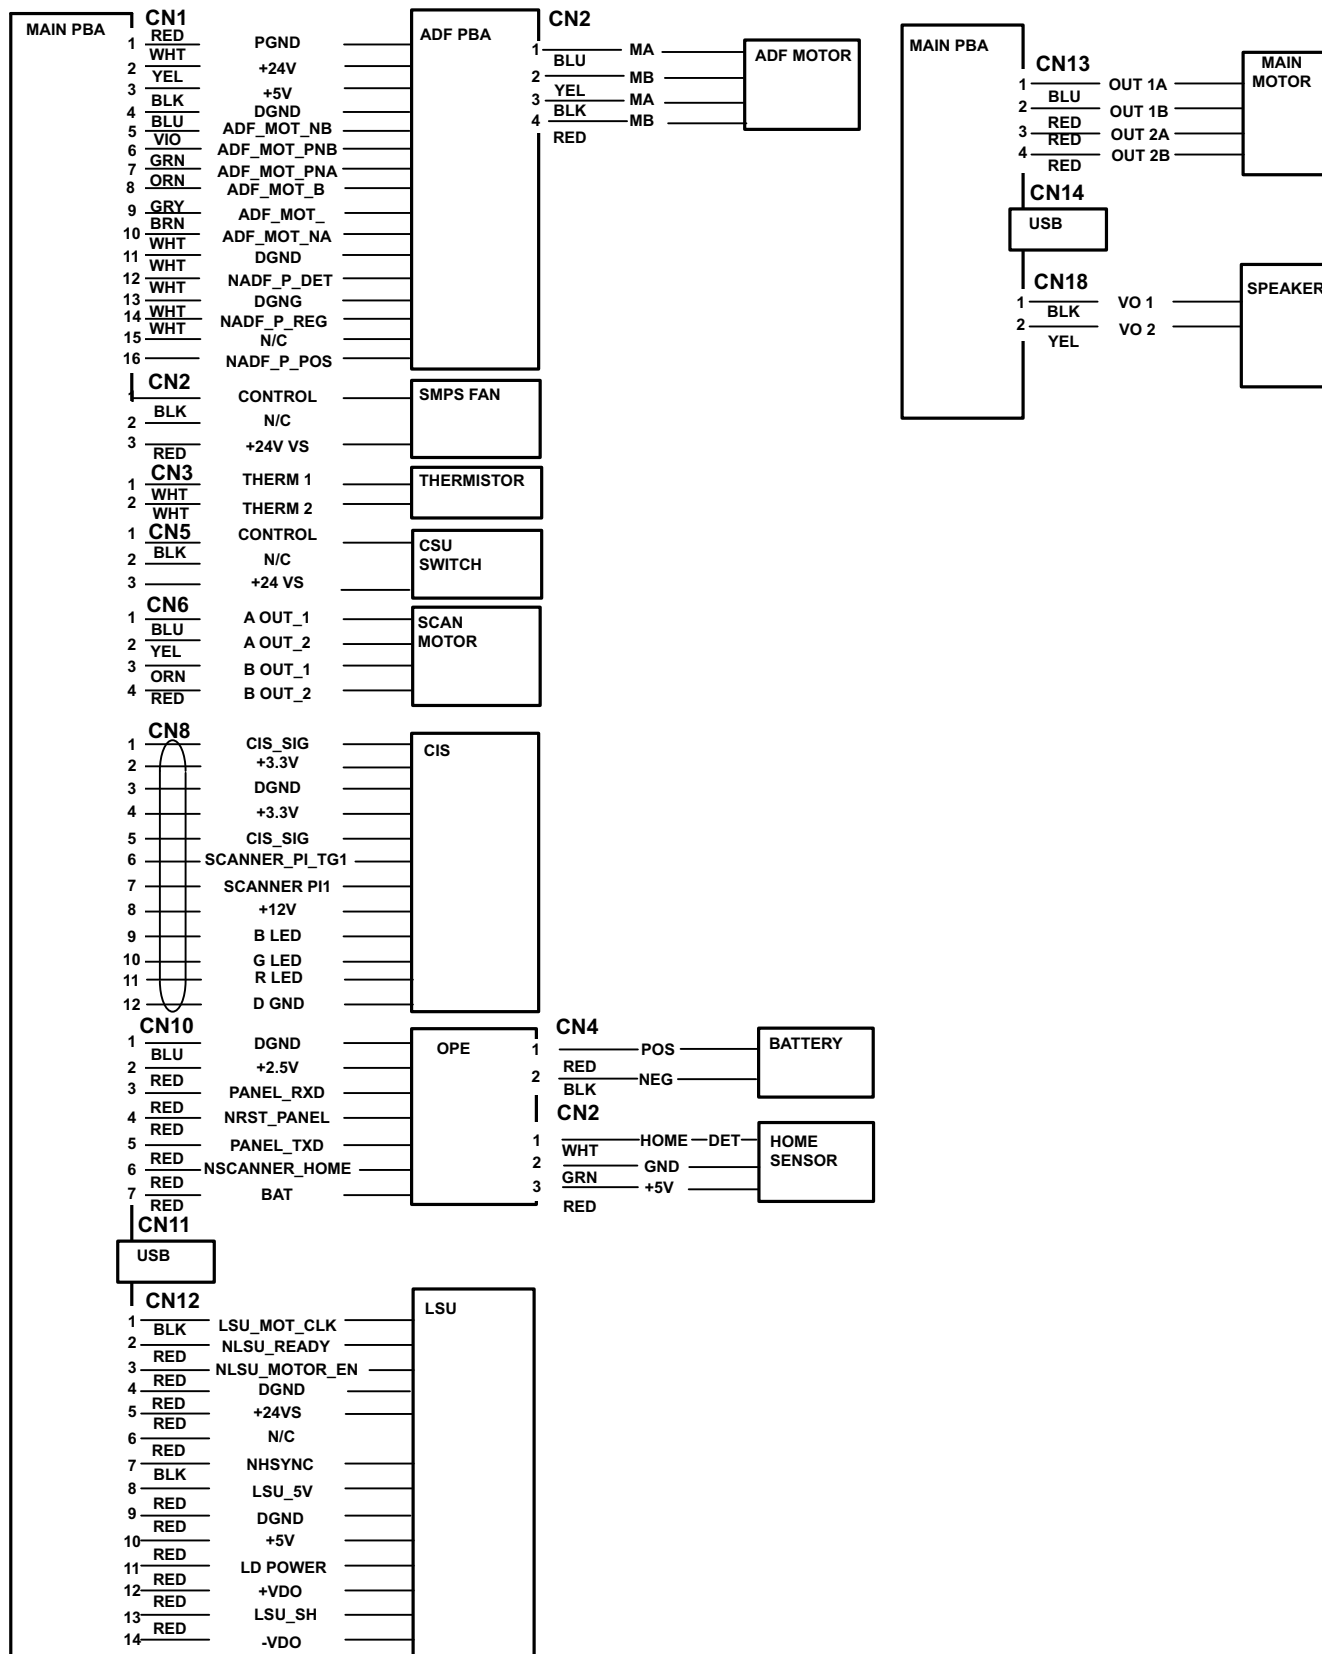 MAIN PBA
CN1
1 RED PGND
2 WHT +24V
3 YEL +5V
4 BLK DGND
5 BLU ADF_MOT_NB
6 VIO ADF_MOT_PNB
7 GRN ADF_MOT_PNA
8 ORN ADF_MOT_B
9 GRY ADF_MOT_
10 BRN ADF_MOT_NA
11 WHT DGND
12 WHT NADF_P_DET
13 WHT DGNG
14 WHT NADF_P_REG
15 WHT N/C
16 NADF_P_POS
ADF PBA
CN2
1 MA
BLU
2 MB
YEL
3 MA
BLK
4 MB
RED
ADF MOTOR
CN2
1 CONTROL
BLK
2 N/C
3 +24V VS
RED
SMPS FAN
CN3
1 THERM 1
WHT
2 THERM 2
WHT
THERMISTOR
CN5
1 CONTROL
BLK
2 N/C
3 +24 VS
CSU
SWITCH
CN6
1 A OUT_1
BLU
2 A OUT_2
YEL
3 B OUT_1
ORN
4 B OUT_2
RED
SCAN
MOTOR
CN8
1 CIS_SIG
2 +3.3V
3 DGND
4 +3.3V
5 CIS_SIG
6 SCANNER_PI_TG1
7 SCANNER PI1
8 +12V
9 B LED
10 G LED
11 R LED
12 D GND
CIS
CN10
1 DGND
BLU
2 +2.5V
RED
3 PANEL_RXD
RED
4 NRST_PANEL
RED
5 PANEL_TXD
RED
6 NSCANNER_HOME
RED
7 BAT
RED
OPE
CN4
1 POS
RED
2 NEG
BLK
BATTERY
CN2
1 HOME DET
WHT
2 GND
GRN
3 +5V
RED
HOME
SENSOR
CN11
USB
CN12
1 LSU_MOT_CLK
BLK
2 NLSU_READY
RED
3 NLSU_MOTOR_EN
RED
4 DGND
RED
5 +24VS
RED
6 N/C
RED
7 NHSYNC
BLK
8 LSU_5V
RED
9 DGND
RED
10 +5V
RED
11 LD POWER
RED
12 +VDO
RED
13 LSU_SH
RED
14 -VDO
LSU
MAIN PBA
CN13
1 OUT 1A
BLU
2 OUT 1B
RED
3 OUT 2A
RED
4 OUT 2B
RED
MAIN
MOTOR
CN14
USB
CN18
1 VO 1
BLK
2 VO 2
YEL
SPEAKER